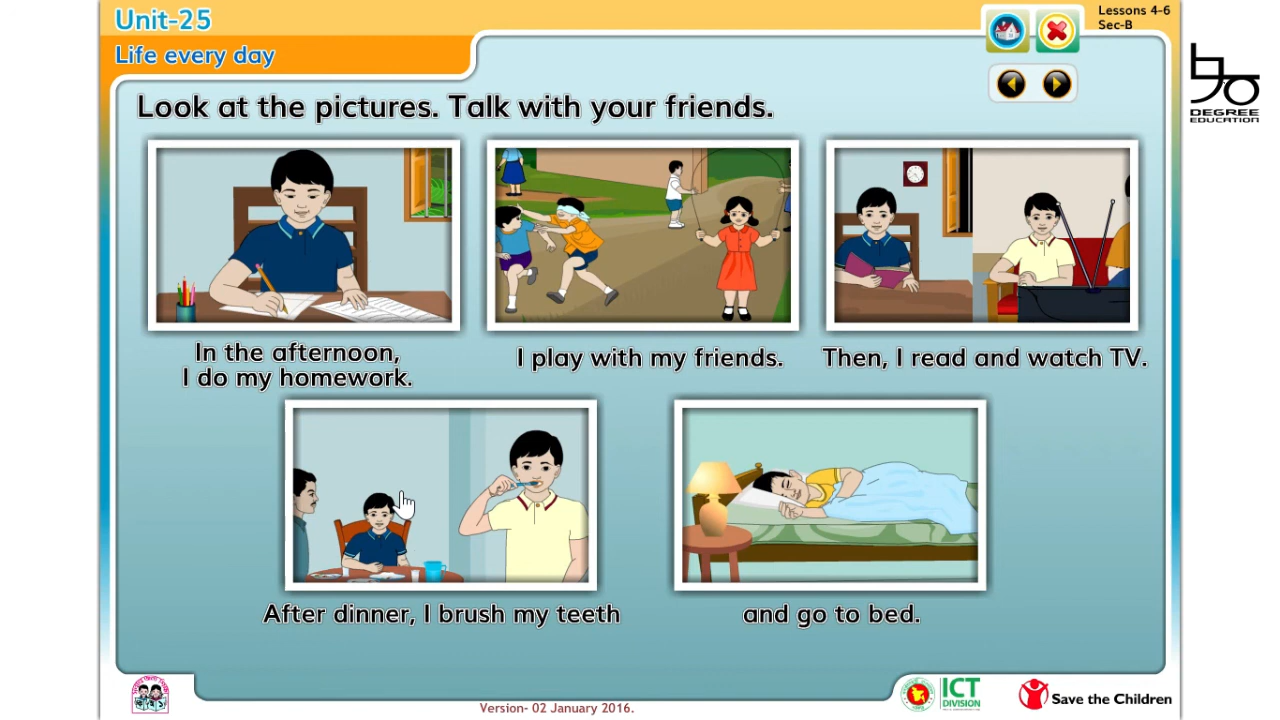 Unit-25
Life every day
Lessons 4-6
Sec-B
DEGREE
EDUCATION
Look at the pictures. Talk with your friends.
In the afternoon,
I do my homework.
I play with my friends.
Then, I read and watch TV.
After dinner, I brush my teeth
and go to bed.
Version- 02 January 2016.
ICT
DIVISION
Save the Children